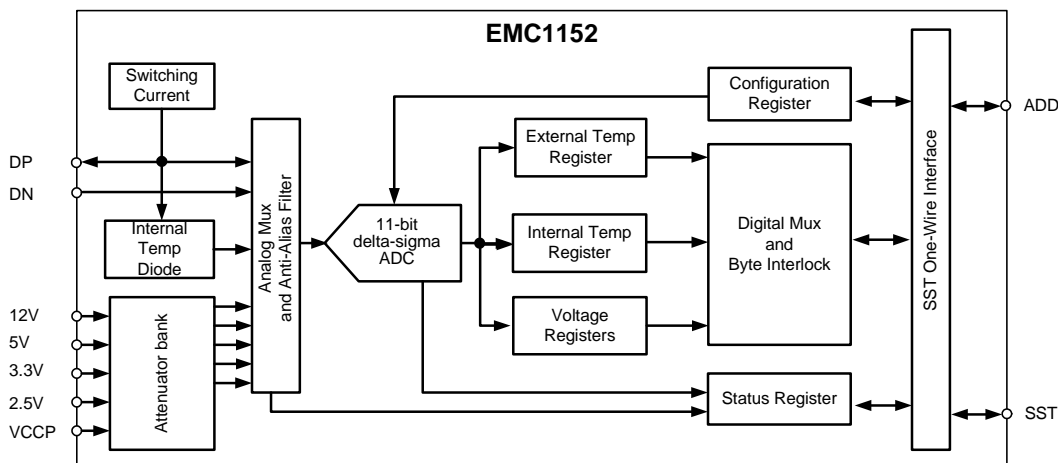 EMC1152
Switching
Current
Configuration
Register
ADD
DP
DN
External Temp
Register
Internal
Temp
Diode
Analog Mux
and Anti-Alias Filter
11-bit
delta-sigma
ADC
Internal Temp
Register
Digital Mux
and
Byte Interlock
SST One-Wire Interface
12V
5V
3.3V
2.5V
VCCP
Attenuator bank
Voltage
Registers
Status Register
SST